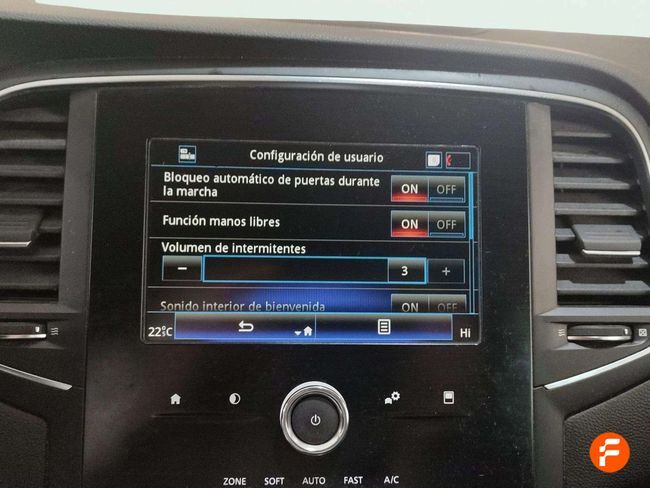 Configuración de usuario
Bloqueo automático de puertas durante
la marcha
ON OFF
Función manos libres
ON OFF
Volumen de intermitentes
− 3 +
Sonido interior de bienvenida
ON OFF
22°C
Hi
ZONE SOFT AUTO FAST A/C